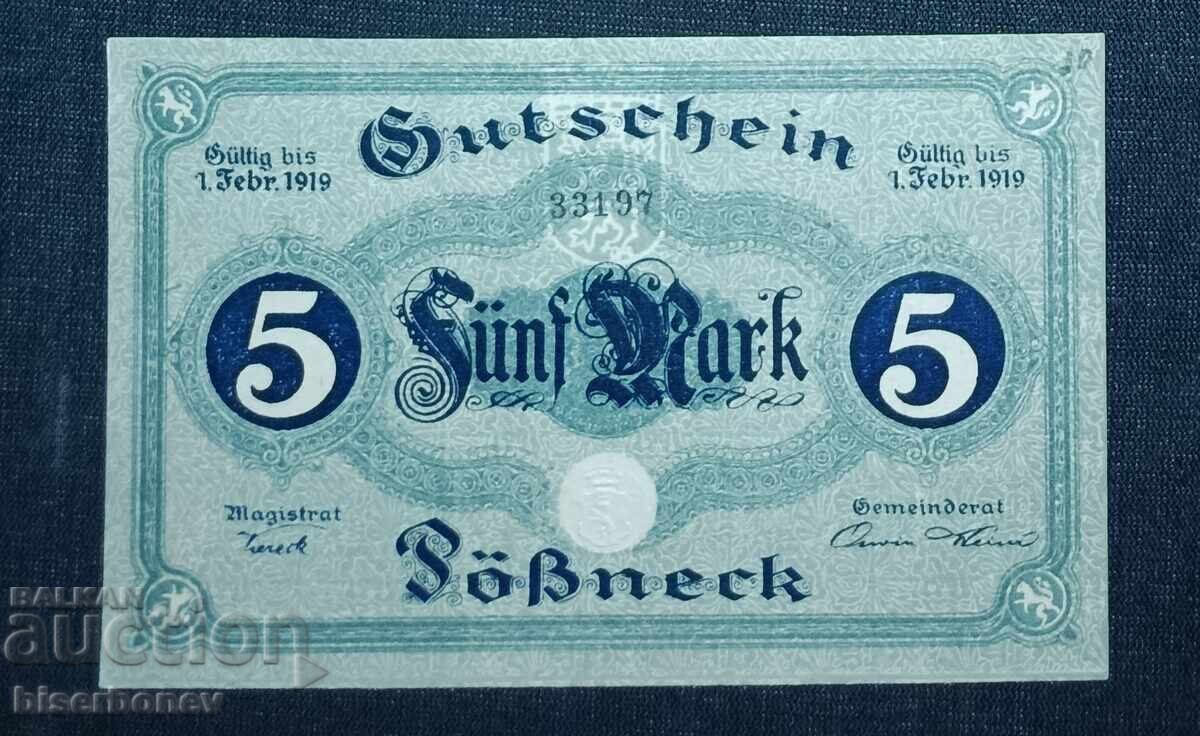 Gutschein
Gültig bis
1. Febr. 1919
Gültig bis
1. Febr. 1919
33197
5
Fünf Mark
5
Magistrat
Gemeinderat
Pößneck
BALKAN
auction
biserbonev